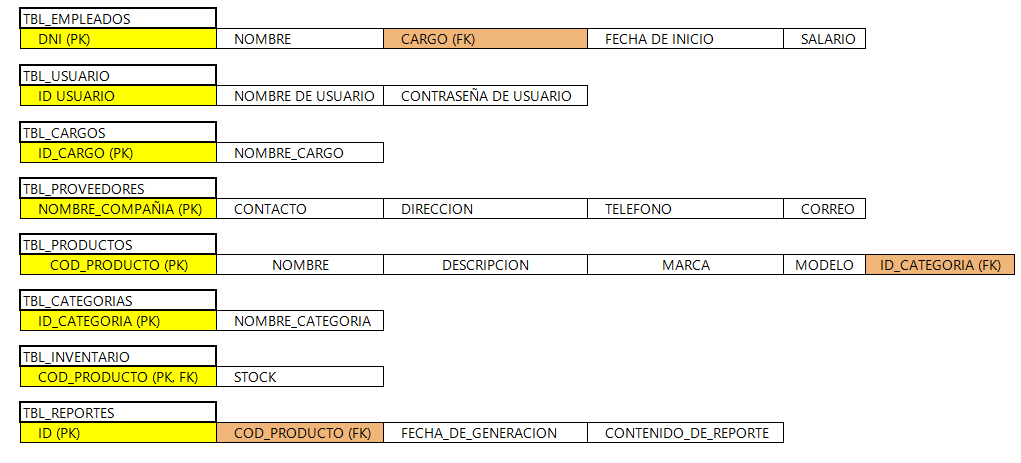 TBL_EMPLEADOS
DNI (PK) NOMBRE CARGO (FK) FECHA DE INICIO SALARIO
TBL_USUARIO
ID USUARIO NOMBRE DE USUARIO CONTRASEÑA DE USUARIO
TBL_CARGOS
ID_CARGO (PK) NOMBRE_CARGO
TBL_PROVEEDORES
NOMBRE_COMPAÑIA (PK) CONTACTO DIRECCION TELEFONO CORREO
TBL_PRODUCTOS
COD_PRODUCTO (PK) NOMBRE DESCRIPCION MARCA MODELO ID_CATEGORIA (FK)
TBL_CATEGORIAS
ID_CATEGORIA (PK) NOMBRE_CATEGORIA
TBL_INVENTARIO
COD_PRODUCTO (PK, FK) STOCK
TBL_REPORTES
ID (PK) COD_PRODUCTO (FK) FECHA_DE_GENERACION CONTENIDO_DE_REPORTE